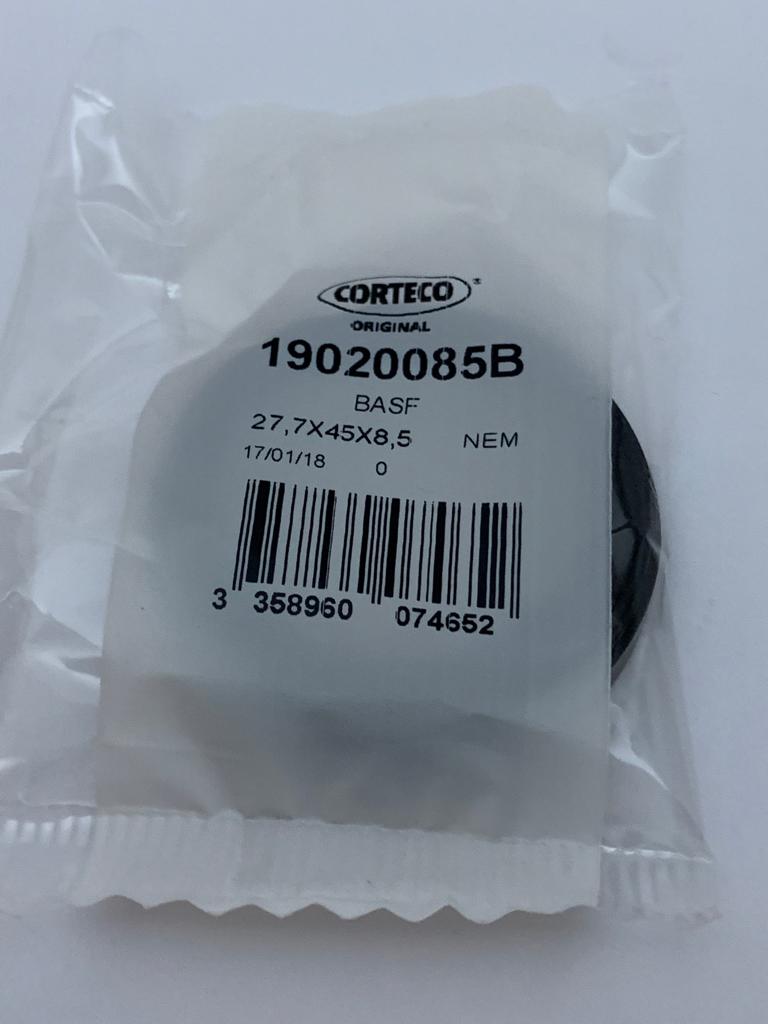 CORTECO®
ORIGINAL
19020085B
BASF
27,7X45X8,5 NEM
17/01/18 0
3 358960 074652